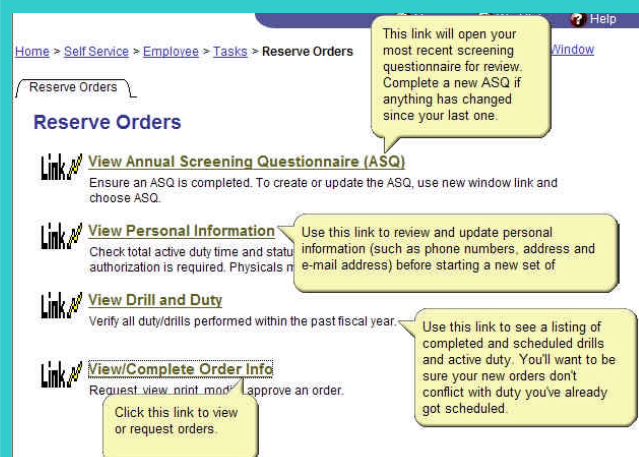 Help
Home > Self Service > Employee > Tasks > Reserve Orders
Window
This link will open your
most recent screening
questionnaire for review.
Complete a new ASQ if
anything has changed
since your last one.
Reserve Orders
Reserve Orders
Link View Annual Screening Questionnaire (ASQ)
Ensure an ASQ is completed. To create or update the ASQ, use new window link and
choose ASQ.
Link View Personal Information
Check total active duty time and
authorization is required. Physicals
Use this link to review and update personal
information (such as phone numbers, address and
e-mail address) before starting a new set of
Link View Drill and Duty
Verify all duty/drills performed within the past fiscal year.
Use this link to see a listing of
completed and scheduled drills
and active duty. You'll want to be
sure your new orders don't
conflict with duty you've already
got scheduled.
Link View/Complete Order Info
Request, view, print, approve an order.
Click this link to view
or request orders.